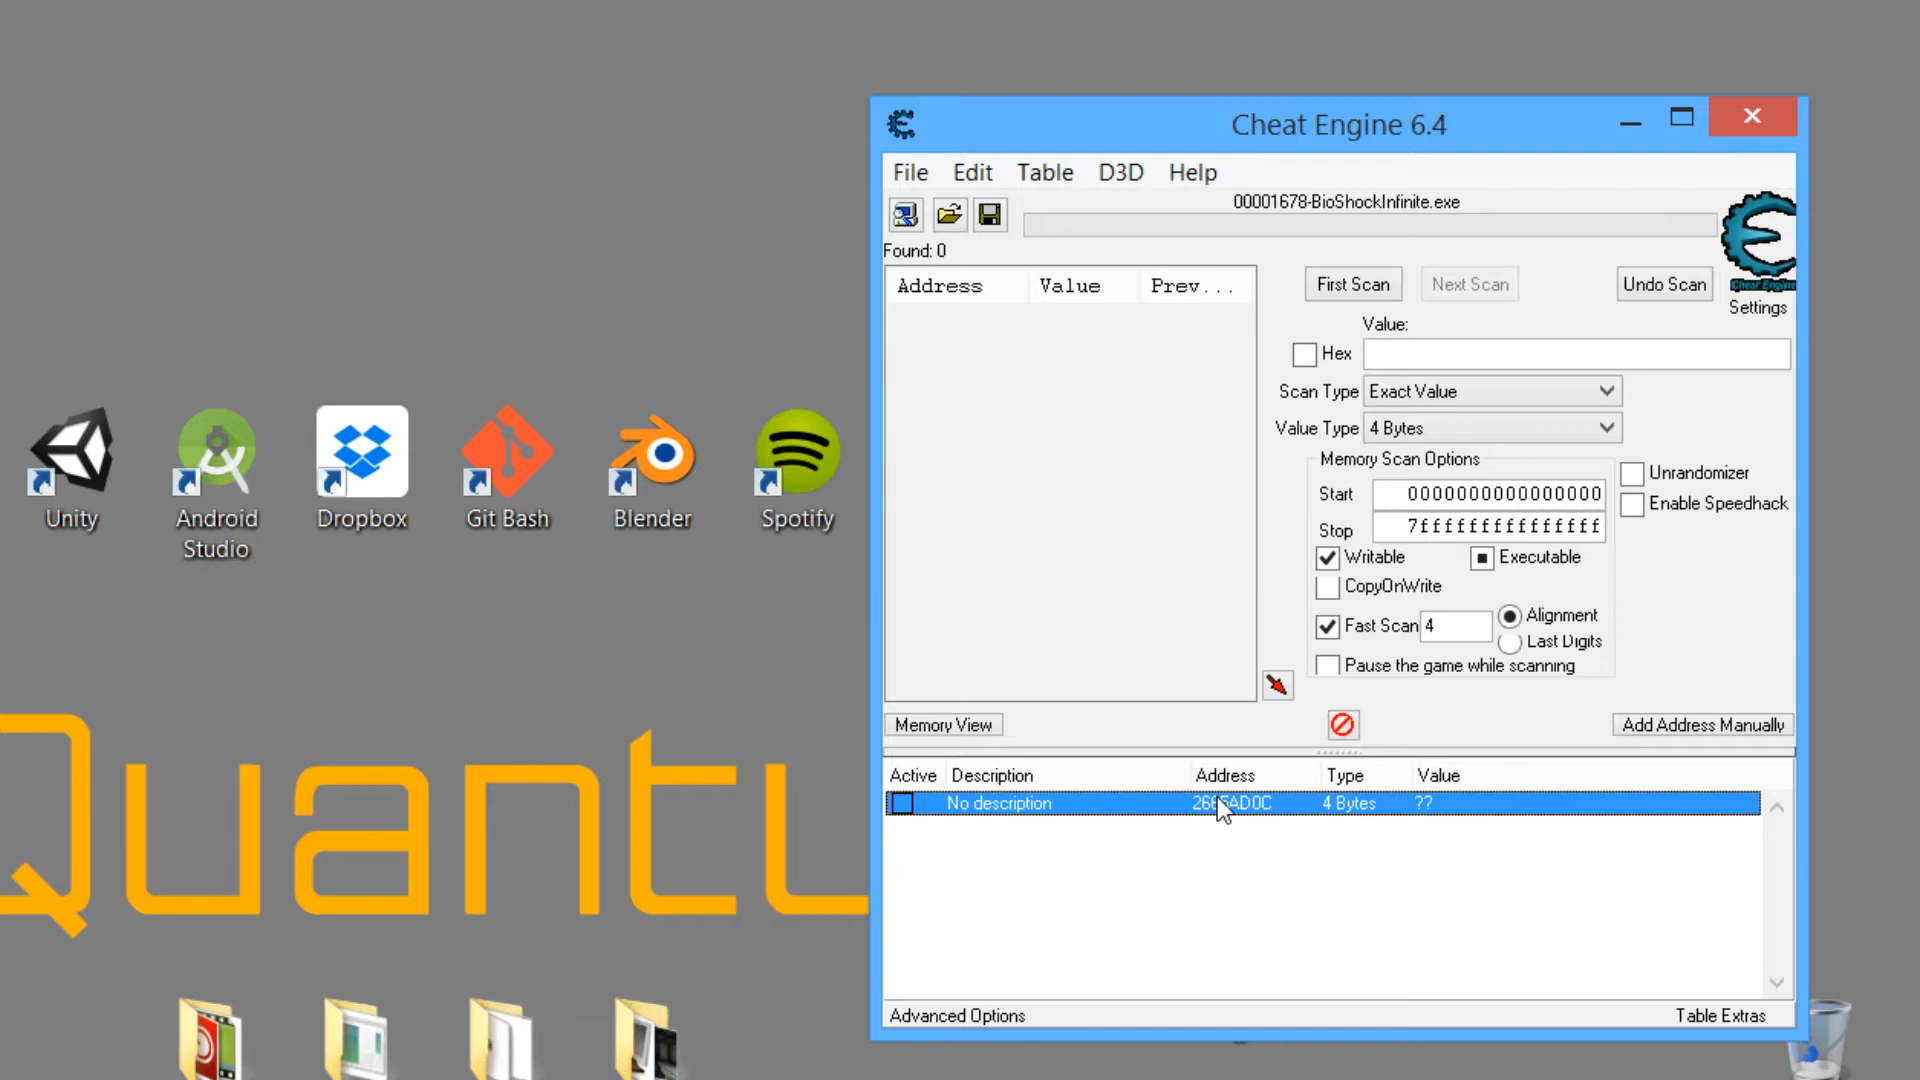 Cheat Engine 6.4
File Edit Table D3D Help
00001678-BioShockInfinite.exe
Found: 0
Address Value Prev...
First Scan Next Scan Undo Scan
Cheat Engine
Settings
Value:
Hex
Scan Type Exact Value
Value Type 4 Bytes
Memory Scan Options
Unrandomizer
Start 0000000000000000
Enable Speedhack
Stop 7fffffffffffffff
Writable Executable
CopyOnWrite
Fast Scan 4 Alignment
Last Digits
Pause the game while scanning
Memory View Add Address Manually
Active Description Address Type Value
No description 4 Bytes ??
Advanced Options Table Extras
Unity
Android
Studio
Dropbox
Git Bash
Blender
Spotify
Quantu